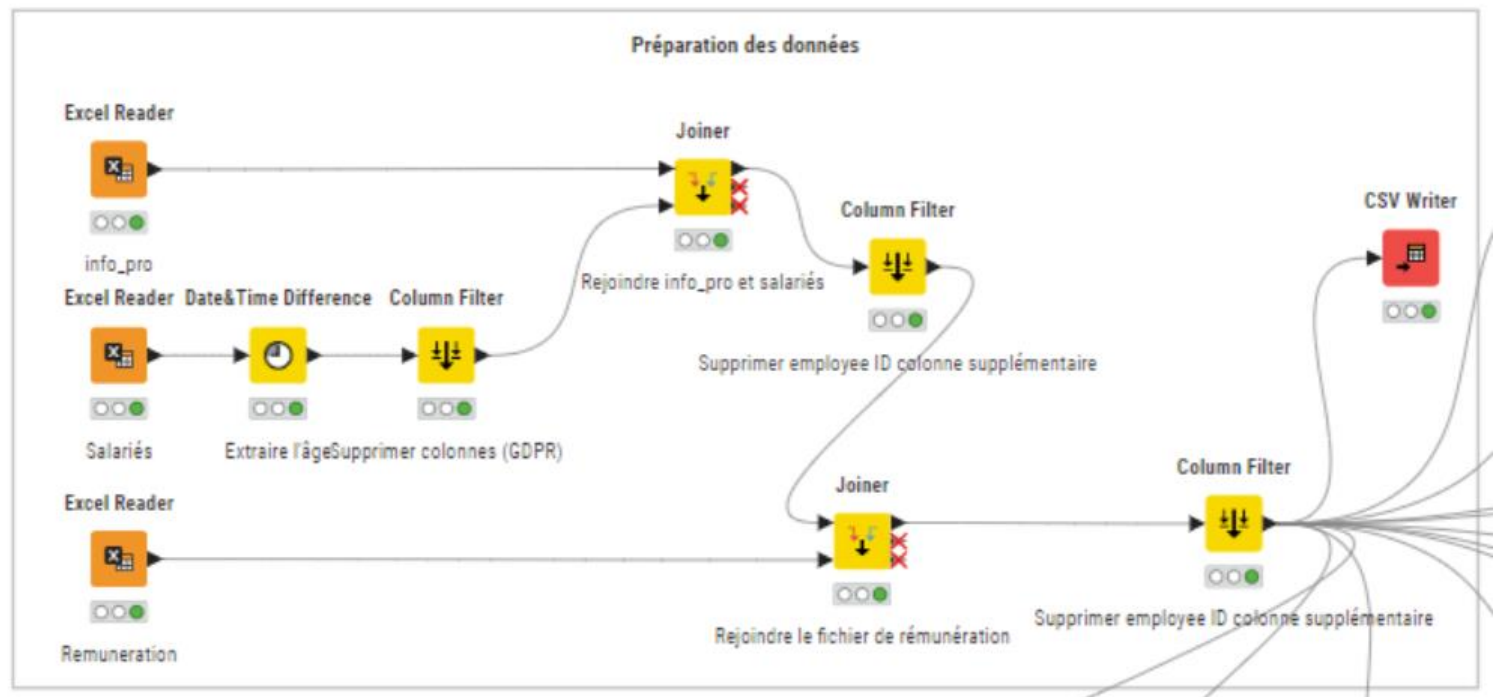 Préparation des données
Excel Reader
info_pro
Joiner
Rejoindre info_pro et salariés
Column Filter
Supprimer employee ID colonne supplémentaire
CSV Writer
Excel Reader
Salariés
Date&Time Difference
Extraire l'âge
Column Filter
Supprimer colonnes (GDPR)
Excel Reader
Remuneration
Joiner
Rejoindre le fichier de rémunération
Column Filter
Supprimer employee ID colonne supplémentaire